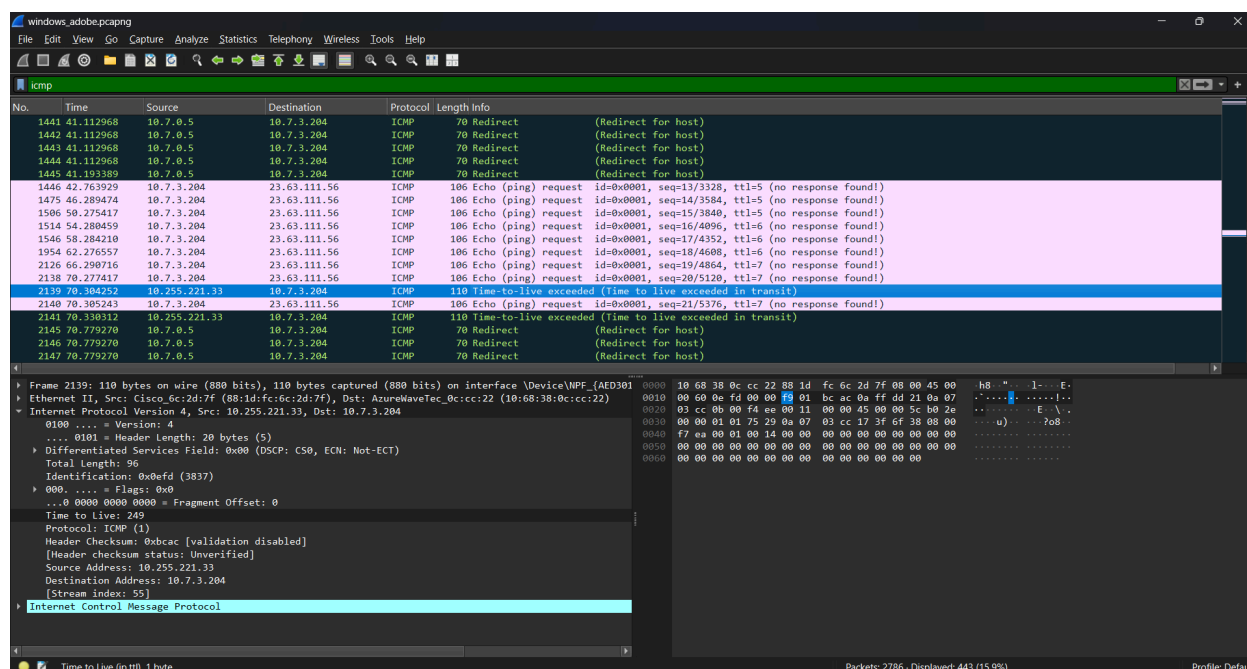 windows_adobe.pcapng
File Edit View Go Capture Analyze Statistics Telephony Wireless Tools Help
icmp
No. Time Source Destination Protocol Length Info
1441 41.112968 10.7.0.5 10.7.3.204 ICMP 70 Redirect (Redirect for host)
1442 41.112968 10.7.0.5 10.7.3.204 ICMP 70 Redirect (Redirect for host)
1443 41.112968 10.7.0.5 10.7.3.204 ICMP 70 Redirect (Redirect for host)
1444 41.112968 10.7.0.5 10.7.3.204 ICMP 70 Redirect (Redirect for host)
1445 41.193389 10.7.0.5 10.7.3.204 ICMP 70 Redirect (Redirect for host)
1446 42.763929 10.7.3.204 23.63.111.56 ICMP 106 Echo (ping) request id=0x0001, seq=13/3328, ttl=5 (no response found!)
1475 46.289474 10.7.3.204 23.63.111.56 ICMP 106 Echo (ping) request id=0x0001, seq=14/3584, ttl=5 (no response found!)
1506 50.275417 10.7.3.204 23.63.111.56 ICMP 106 Echo (ping) request id=0x0001, seq=15/3840, ttl=5 (no response found!)
1514 54.280459 10.7.3.204 23.63.111.56 ICMP 106 Echo (ping) request id=0x0001, seq=16/4096, ttl=6 (no response found!)
1546 58.284210 10.7.3.204 23.63.111.56 ICMP 106 Echo (ping) request id=0x0001, seq=17/4352, ttl=6 (no response found!)
1954 62.276557 10.7.3.204 23.63.111.56 ICMP 106 Echo (ping) request id=0x0001, seq=18/4608, ttl=6 (no response found!)
2126 66.290716 10.7.3.204 23.63.111.56 ICMP 106 Echo (ping) request id=0x0001, seq=19/4864, ttl=7 (no response found!)
2138 70.277417 10.7.3.204 23.63.111.56 ICMP 106 Echo (ping) request id=0x0001, seq=20/5120, ttl=7 (no response found!)
2139 70.304252 10.255.221.33 10.7.3.204 ICMP 110 Time-to-live exceeded (Time to live exceeded in transit)
2140 70.305243 10.7.3.204 23.63.111.56 ICMP 106 Echo (ping) request id=0x0001, seq=21/5376, ttl=7 (no response found!)
2141 70.330312 10.255.221.33 10.7.3.204 ICMP 110 Time-to-live exceeded (Time to live exceeded in transit)
2145 70.779270 10.7.0.5 10.7.3.204 ICMP 70 Redirect (Redirect for host)
2146 70.779270 10.7.0.5 10.7.3.204 ICMP 70 Redirect (Redirect for host)
2147 70.779270 10.7.0.5 10.7.3.204 ICMP 70 Redirect (Redirect for host)
Frame 2139: 110 bytes on wire (880 bits), 110 bytes captured (880 bits) on interface \Device\NPF_{AED301
Ethernet II, Src: Cisco_6c:2d:7f (88:1d:fc:6c:2d:7f), Dst: AzureWaveTec_0c:cc:22 (10:68:38:0c:cc:22)
Internet Protocol Version 4, Src: 10.255.221.33, Dst: 10.7.3.204
0100 .... = Version: 4
.... 0101 = Header Length: 20 bytes (5)
Differentiated Services Field: 0x00 (DSCP: CS0, ECN: Not-ECT)
Total Length: 96
Identification: 0x0efd (3837)
000. .... = Flags: 0x0
...0 0000 0000 0000 = Fragment Offset: 0
Time to Live: 249
Protocol: ICMP (1)
Header Checksum: 0xbcac [validation disabled]
[Header checksum status: Unverified]
Source Address: 10.255.221.33
Destination Address: 10.7.3.204
[Stream index: 55]
Internet Control Message Protocol
0000 10 68 38 0c cc 22 88 1d fc 6c 2d 7f 08 00 45 00 ·h8··"·· ·l-···E·
0010 00 60 0e fd 00 00 f9 01 bc ac 0a ff dd 21 0a 07 ·`······ ·····!··
0020 03 cc 0b 00 f4 ee 00 11 00 00 45 00 00 5c b0 2e ········ ··E··\·.
0030 00 00 01 01 75 29 0a 07 03 cc 17 3f 6f 38 08 00 ····u)·· ···?o8··
0040 f7 ea 00 01 00 14 00 00 00 00 00 00 00 00 00 00 ········ ········
0050 00 00 00 00 00 00 00 00 00 00 00 00 00 00 00 00 ········ ········
0060 00 00 00 00 00 00 00 00 00 00 00 00 00 00 ········ ······
Time to Live (ip.ttl), 1 byte
Packets: 2786 · Displayed: 443 (15.9%)
Profile: Defau